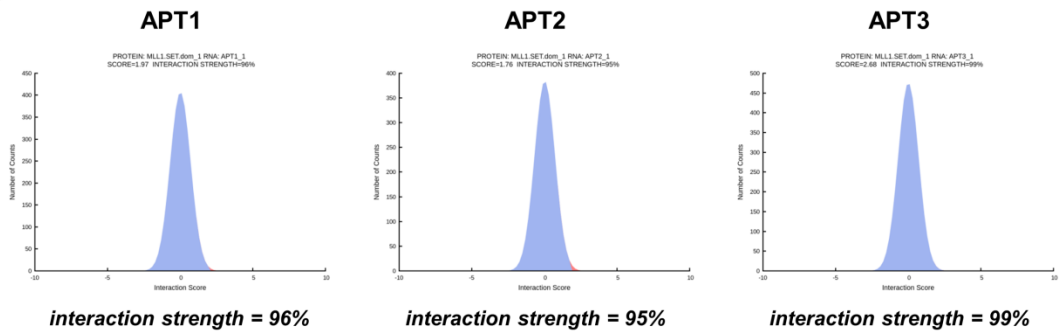 APT1
PROTEIN: MLL1.SET.dom_1 RNA: APT1_1
SCORE=1.97 INTERACTION STRENGTH=96%
450
400
350
300
250
200
150
100
50
0
Number of Counts
-10
-5
0
5
10
Interaction Score
interaction strength = 96%
APT2
PROTEIN: MLL1.SET.dom_1 RNA: APT2_1
SCORE=1.76 INTERACTION STRENGTH=95%
400
350
300
250
200
150
100
50
0
Number of Counts
-10
-5
0
5
10
Interaction Score
interaction strength = 95%
APT3
PROTEIN: MLL1.SET.dom_1 RNA: APT3_1
SCORE=2.68 INTERACTION STRENGTH=99%
500
450
400
350
300
250
200
150
100
50
0
Number of Counts
-10
-5
0
5
10
Interaction Score
interaction strength = 99%